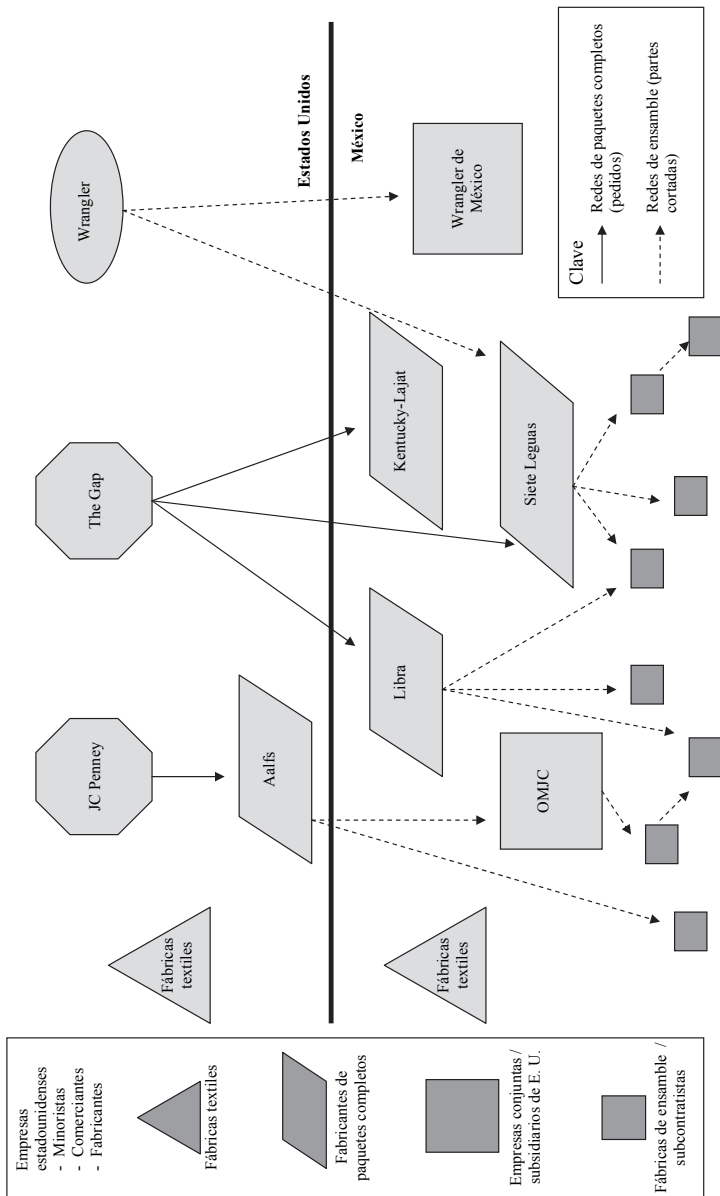 Empresas
estadounidenses
- Minoristas
- Comerciantes
- Fabricantes
Fábricas textiles
Fabricantes de
paquetes completos
Empresas conjuntas /
subsidiarios de E. U.
Fábricas de ensamble /
subcontratistas
JC Penney
The Gap
Wrangler
Fábricas
textiles
Aalfs
Estados Unidos
México
Fábricas
textiles
Libra
Kentucky-Lajat
Wrangler de
México
OMJC
Siete Leguas
Clave
Redes de paquetes completos
(pedidos)
Redes de ensamble (partes
cortadas)